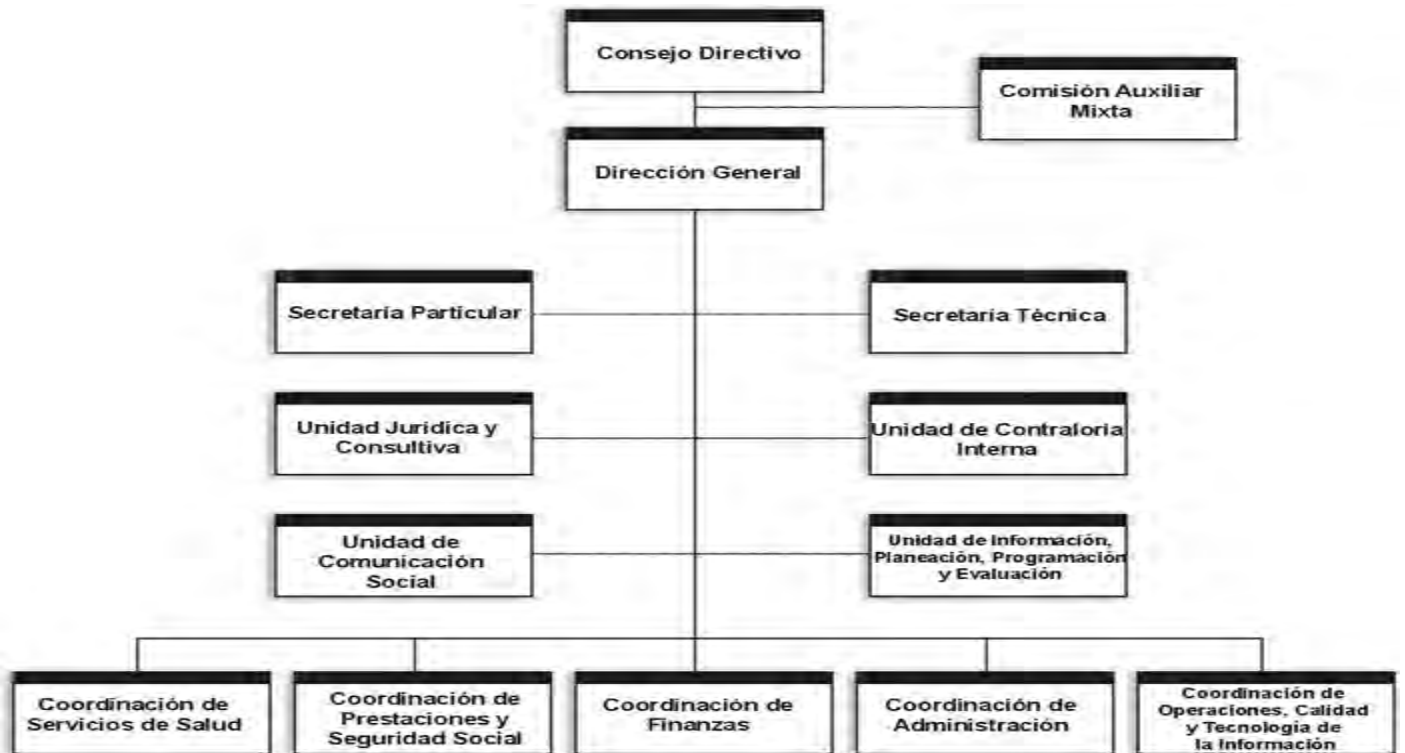 Consejo Directivo
Comisión Auxiliar
Mixta
Dirección General
Secretaría Particular
Secretaría Técnica
Unidad Jurídica y
Consultiva
Unidad de Contraloría
Interna
Unidad de
Comunicación
Social
Unidad de Información,
Planeación, Programación
y Evaluación
Coordinación de
Servicios de Salud
Coordinación de
Prestaciones y
Seguridad Social
Coordinación de
Finanzas
Coordinación de
Administración
Coordinación de
Operaciones, Calidad
y Tecnología de
la Información